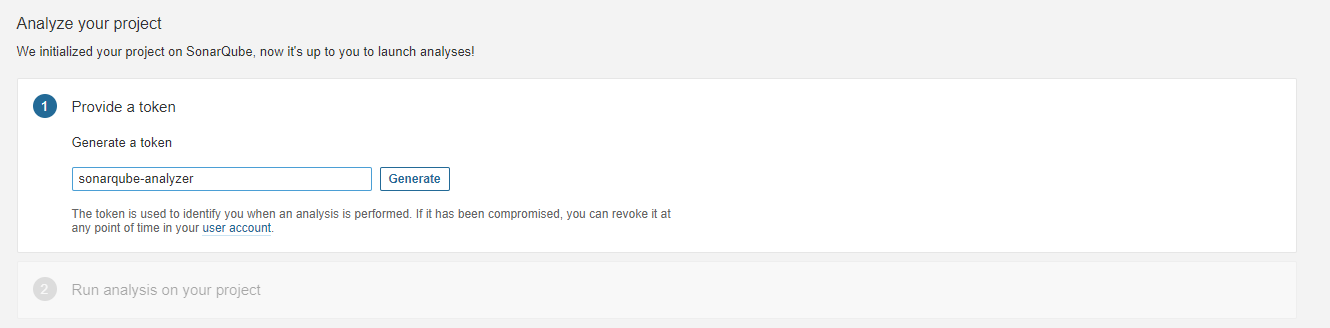 Analyze your project
We initialized your project on SonarQube, now it's up to you to launch analyses!
1 Provide a token
Generate a token
sonarqube-analyzer Generate
The token is used to identify you when an analysis is performed. If it has been compromised, you can revoke it at
any point of time in your user account.
2 Run analysis on your project